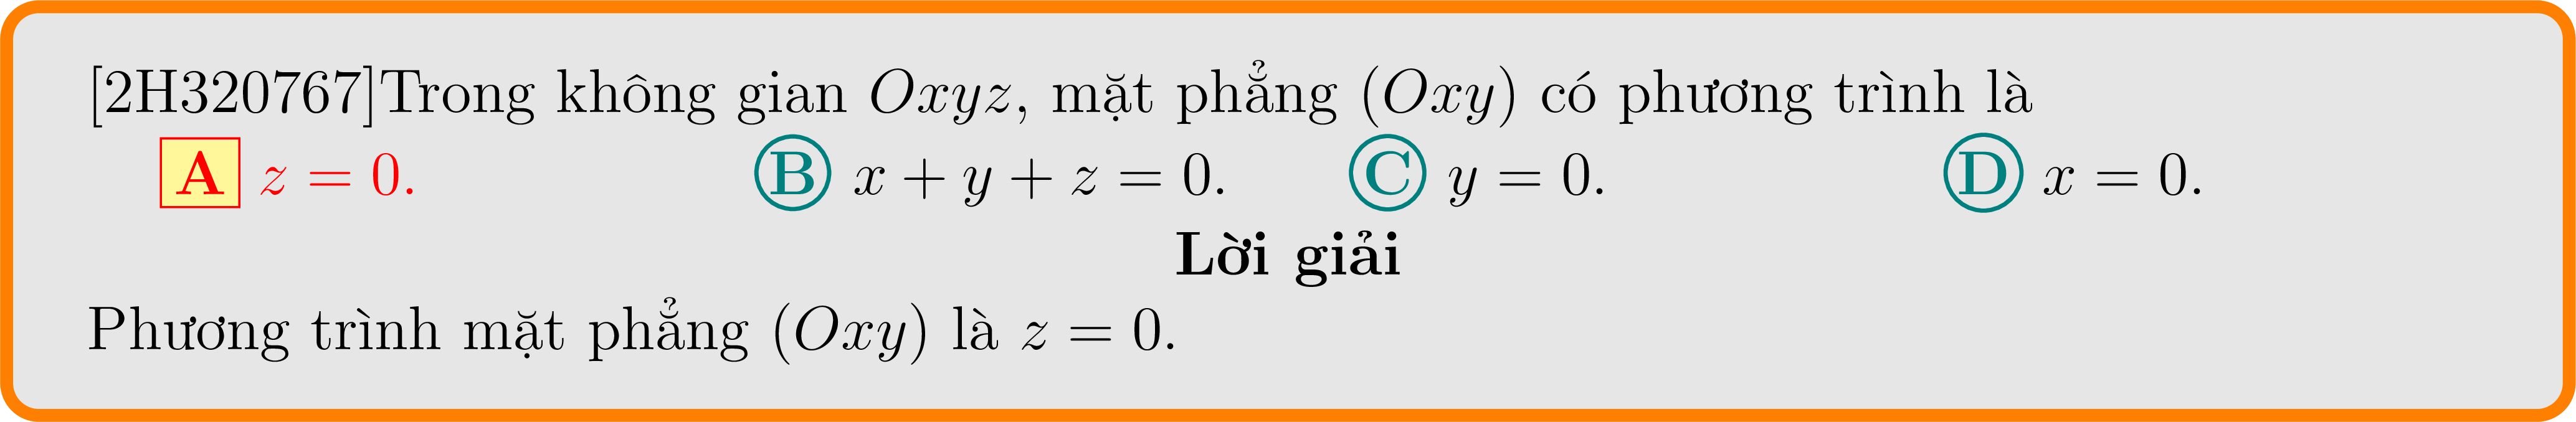 [2H320767]Trong không gian Oxyz, mặt phẳng (Oxy) có phương trình là
A z = 0. B x + y + z = 0. C y = 0. D x = 0.
Lời giải
Phương trình mặt phẳng (Oxy) là z = 0.